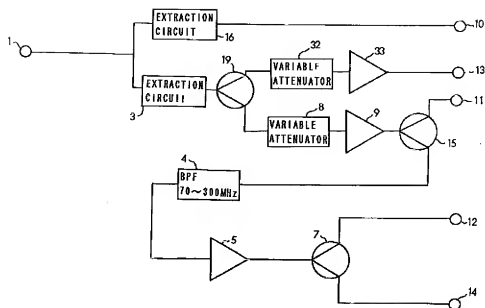 1
EXTRACTION
CIRCUIT
16
10
19
32
VARIABLE
ATTENUATOR
33
13
EXTRACTION
CIRCUIT
3
8
VARIABLE
ATTENUATOR
9
11
15
4
BPF
70~300MHz
5
7
12
14